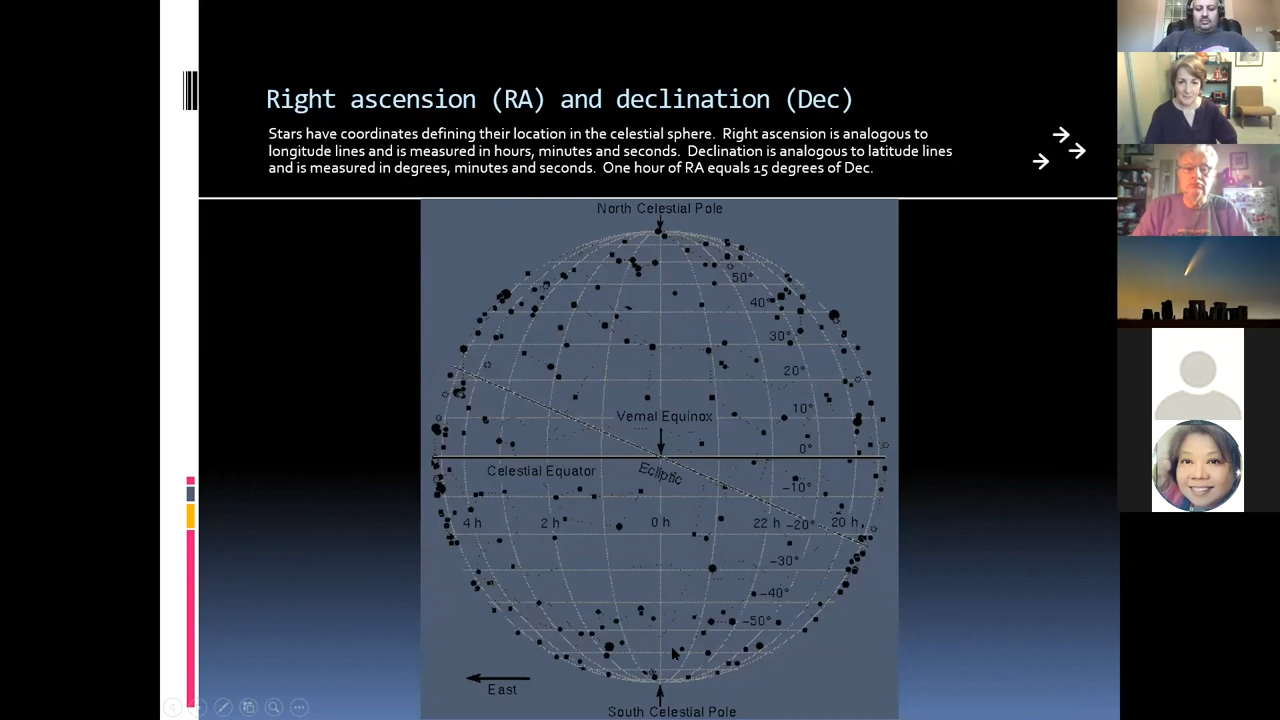 Right ascension (RA) and declination (Dec)
Stars have coordinates defining their location in the celestial sphere. Right ascension is analogous to
longitude lines and is measured in hours, minutes and seconds. Declination is analogous to latitude lines
and is measured in degrees, minutes and seconds. One hour of RA equals 15 degrees of Dec.
North Celestial Pole
50°
40°
30°
20°
10°
Vernal Equinox
0°
Celestial Equator
Ecliptic
-10°
4 h 2 h 0 h 22 h -20° 20 h
-30°
-40°
-50°
East
South Celestial Pole